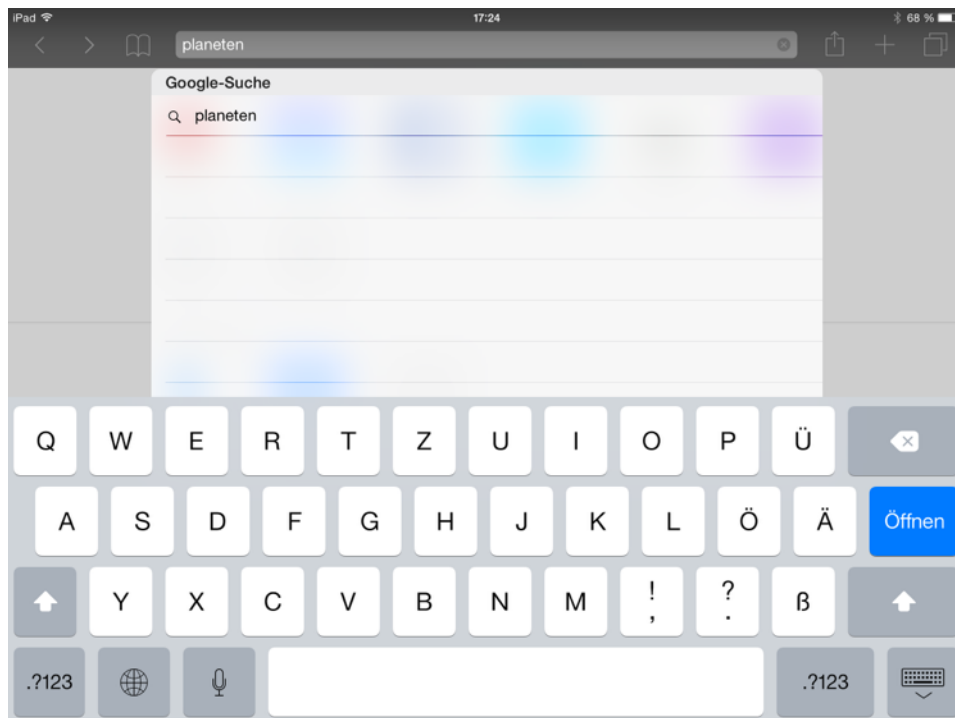 iPad 17:24 68 %
planeten
Google-Suche
planeten
Q W E R T Z U I O P Ü
A S D F G H J K L Ö Ä Öffnen
Y X C V B N M ! , ? . ß
.?123 .?123